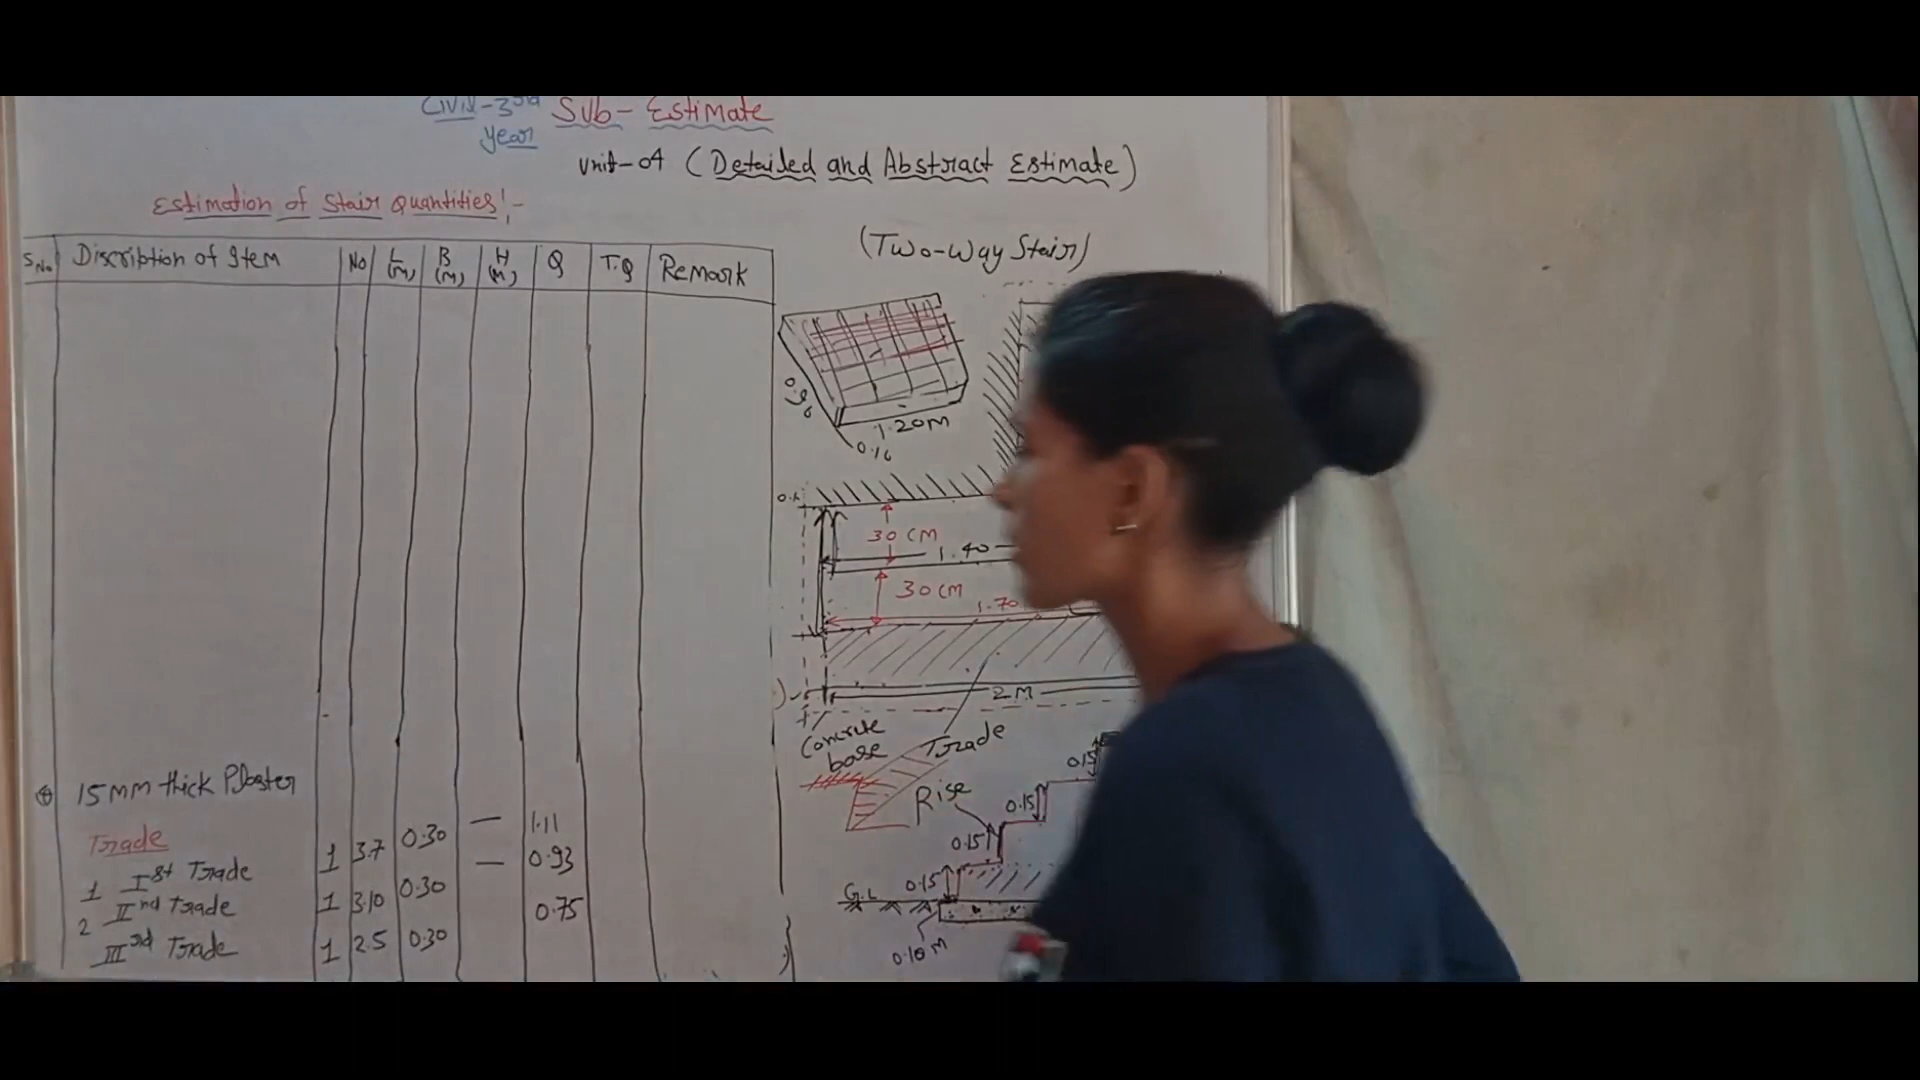 Civil-3rd Sub- Estimate
year
Unit-04 (Detailed and Abstract Estimate)
Estimation of Stair Quantities:-
S.No Discription of Item No L(m) B(m) H(m) Q T.Q Remark
(Two-Way Stair)
0.96
1.20M
0.16
30 CM
1.40
30 CM
1.70
2M
Concrete
base
Trade
Rise
0.15
0.15
0.15
0.15
G.L
0.10M
④ 15MM thick Plaster
Trade
1 Ist Trade 1 3.7 0.30 — 1.11
2 IInd Trade 1 3.10 0.30 — 0.93
IIIrd Trade 1 2.5 0.30 0.75